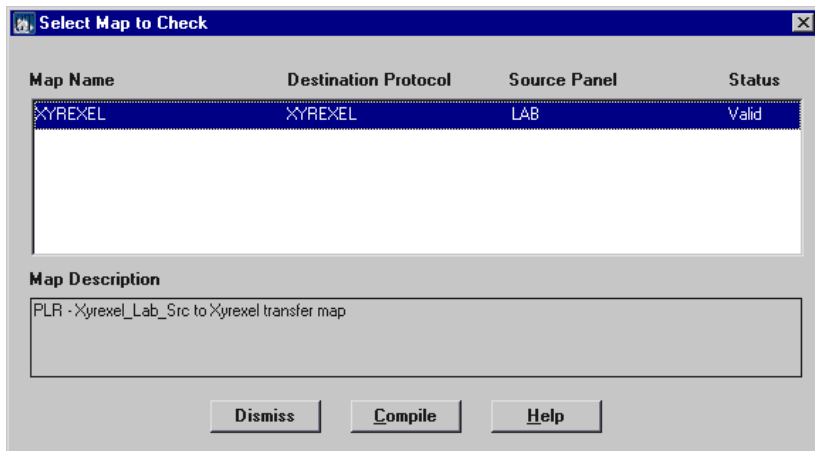 Select Map to Check
Map Name Destination Protocol Source Panel Status
XYREXEL XYREXEL LAB Valid
Map Description
PLR - Xyrexel_Lab_Src to Xyrexel transfer map
Dismiss Compile Help